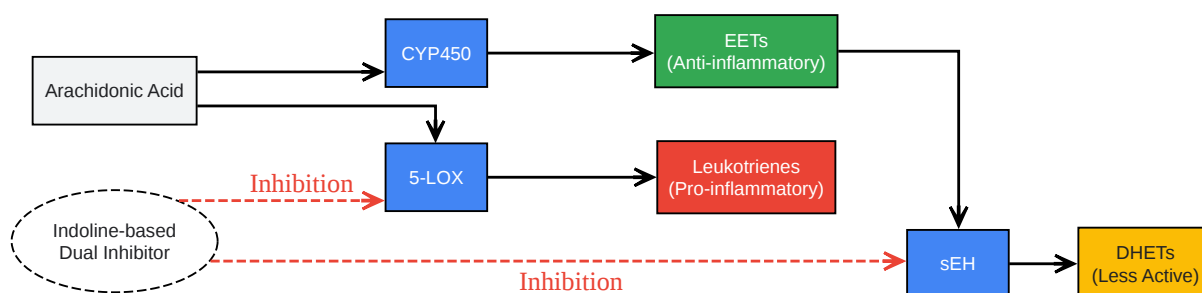 CYP450
EETs
(Anti-inflammatory)
Arachidonic Acid
5-LOX
Leukotrienes
(Pro-inflammatory)
Inhibition
Indoline-based
Dual Inhibitor
Inhibition
sEH
DHETs
(Less Active)